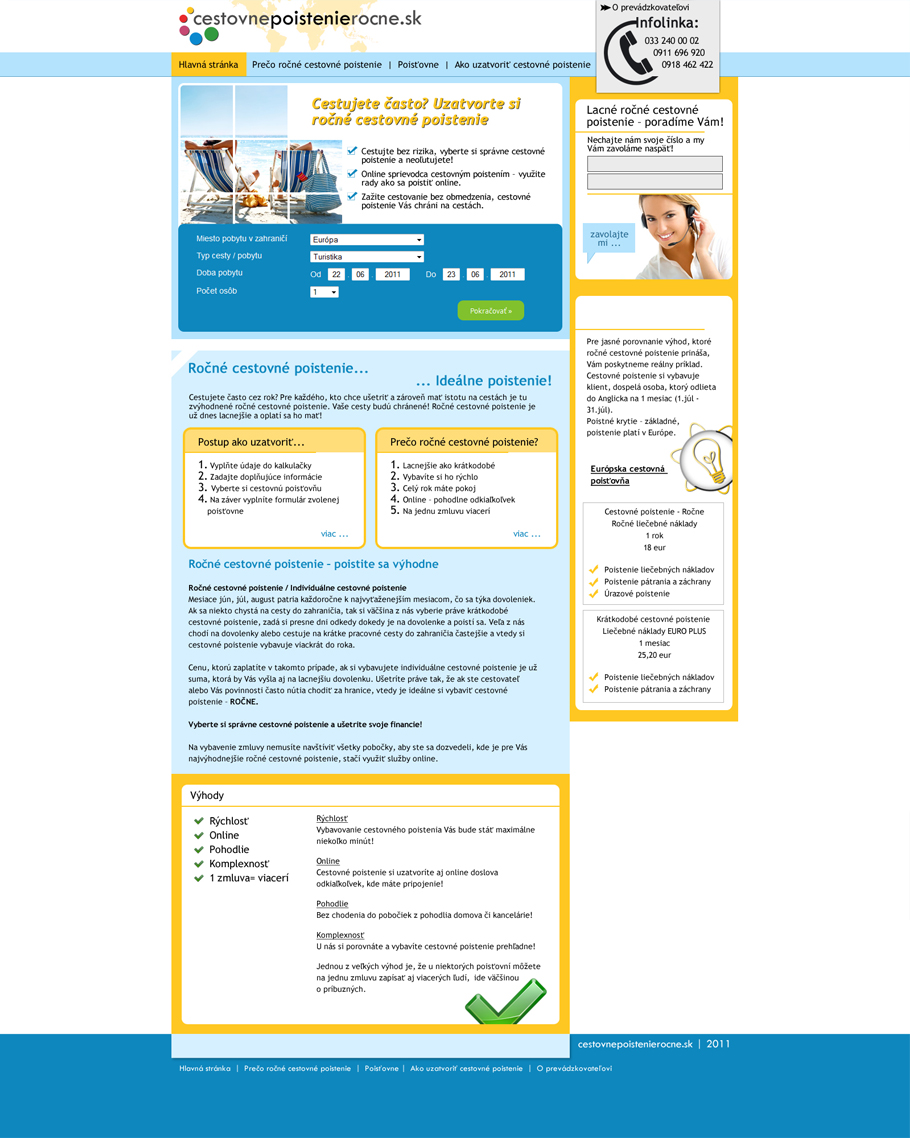 cestovnepoistenierocne.sk
O prevádzkovateľovi
Infolinka:
033 240 00 02
0911 696 920
0918 462 422
Hlavná stránka
Prečo ročné cestovné poistenie | Poisťovne | Ako uzatvoriť cestovné poistenie
Cestujete často? Uzatvorte si
ročné cestovné poistenie
Cestujte bez rizika, vyberte si správne cestovné
poistenie a neoľutujete!
Online sprievodca cestovným poistením - využite
rady ako sa poistiť online.
Zažite cestovanie bez obmedzenia, cestovné
poistenie Vás chráni na cestách.
Miesto pobytu v zahraničí Európa
Typ cesty / pobytu Turistika
Doba pobytu Od 22 06 2011 Do 23 06 2011
Počet osôb 1
Pokračovať »
Lacné ročné cestovné
poistenie - poradíme Vám!
Nechajte nám svoje číslo a my
Vám zavoláme naspäť!
zavolajte
mi ...
Ročné cestovné poistenie...
... Ideálne poistenie!
Cestujete často cez rok? Pre každého, kto chce ušetriť a zároveň mať istotu na cestách je tu
zvýhodnené ročné cestovné poistenie. Vaše cesty budú chránené! Ročné cestovné poistenie je
už dnes lacnejšie a oplatí sa ho mať!
Postup ako uzatvoriť...
1. Vyplňte údaje do kalkulačky
2. Zadajte doplňujúce informácie
3. Vyberte si cestovnú poisťovňu
4. Na záver vyplníte formulár zvolenej
poisťovne
viac ...
Prečo ročné cestovné poistenie?
1. Lacnejšie ako krátkodobé
2. Vybavíte si ho rýchlo
3. Celý rok máte pokoj
4. Online - pohodlne odkiaľkoľvek
5. Na jednu zmluvu viacerí
viac ...
Ročné cestovné poistenie – poistite sa výhodne
Ročné cestovné poistenie / Individuálne cestovné poistenie
Mesiace jún, júl, august patria každoročne k najvyťaženejším mesiacom, čo sa týka dovoleniek.
Ak sa niekto chystá na cesty do zahraničia, tak si väčšina z nás vyberie práve krátkodobé
cestovné poistenie, zadá si presne dni odkedy dokedy je na dovolenke a poistí sa. Veľa z nás
chodí na dovolenky alebo cestuje na krátke pracovné cesty do zahraničia častejšie a vtedy si
cestovné poistenie vybavuje viackrát do roka.
Cenu, ktorú zaplatíte v takomto prípade, ak si vybavujete individuálne cestovné poistenie je už
suma, ktorá by Vás vyšla aj na lacnejšiu dovolenku. Ušetrite práve tak, že ak ste cestovateľ
alebo Vás povinnosti často nútia chodiť za hranice, vtedy je ideálne si vybaviť cestovné
poistenie – ROČNE.
Vyberte si správne cestovné poistenie a ušetrite svoje financie!
Na vybavenie zmluvy nemusíte navštíviť všetky pobočky, aby ste sa dozvedeli, kde je pre Vás
najvýhodnejšie ročné cestovné poistenie, stačí využiť služby online.
Pre jasné porovnanie výhod, ktoré
ročné cestovné poistenie prináša,
Vám poskytneme reálny príklad.
Cestovné poistenie si vybavuje
klient, dospelá osoba, ktorý odlieta
do Anglicka na 1 mesiac (1.júl -
31.júl).
Poistné krytie - základné,
poistenie platí v Európe.
Európska cestovná
poisťovňa
Cestovné poistenie - Ročne
Ročné liečebné náklady
1 rok
18 eur
Poistenie liečebných nákladov
Poistenie pátrania a záchrany
Úrazové poistenie
Krátkodobé cestovné poistenie
Liečebné náklady EURO PLUS
1 mesiac
25,20 eur
Poistenie liečebných nákladov
Poistenie pátrania a záchrany
Výhody
Rýchlosť
Online
Pohodlie
Komplexnosť
1 zmluva= viacerí
Rýchlosť
Vybavovanie cestovného poistenia Vás bude stáť maximálne
niekoľko minút!
Online
Cestovné poistenie si uzatvoríte aj online doslova
odkiaľkoľvek, kde máte pripojenie!
Pohodlie
Bez chodenia do pobočiek z pohodlia domova či kancelárie!
Komplexnosť
U nás si porovnáte a vybavíte cestovné poistenie prehľadne!
Jednou z veľkých výhod je, že u niektorých poisťovní môžete
na jednu zmluvu zapísať aj viacerých ľudí, ide väčšinou
o príbuzných.
cestovnepoistenierocne.sk | 2011
Hlavná stránka | Prečo ročné cestovné poistenie | Poisťovne | Ako uzatvoriť cestovné poistenie | O prevádzkovateľovi